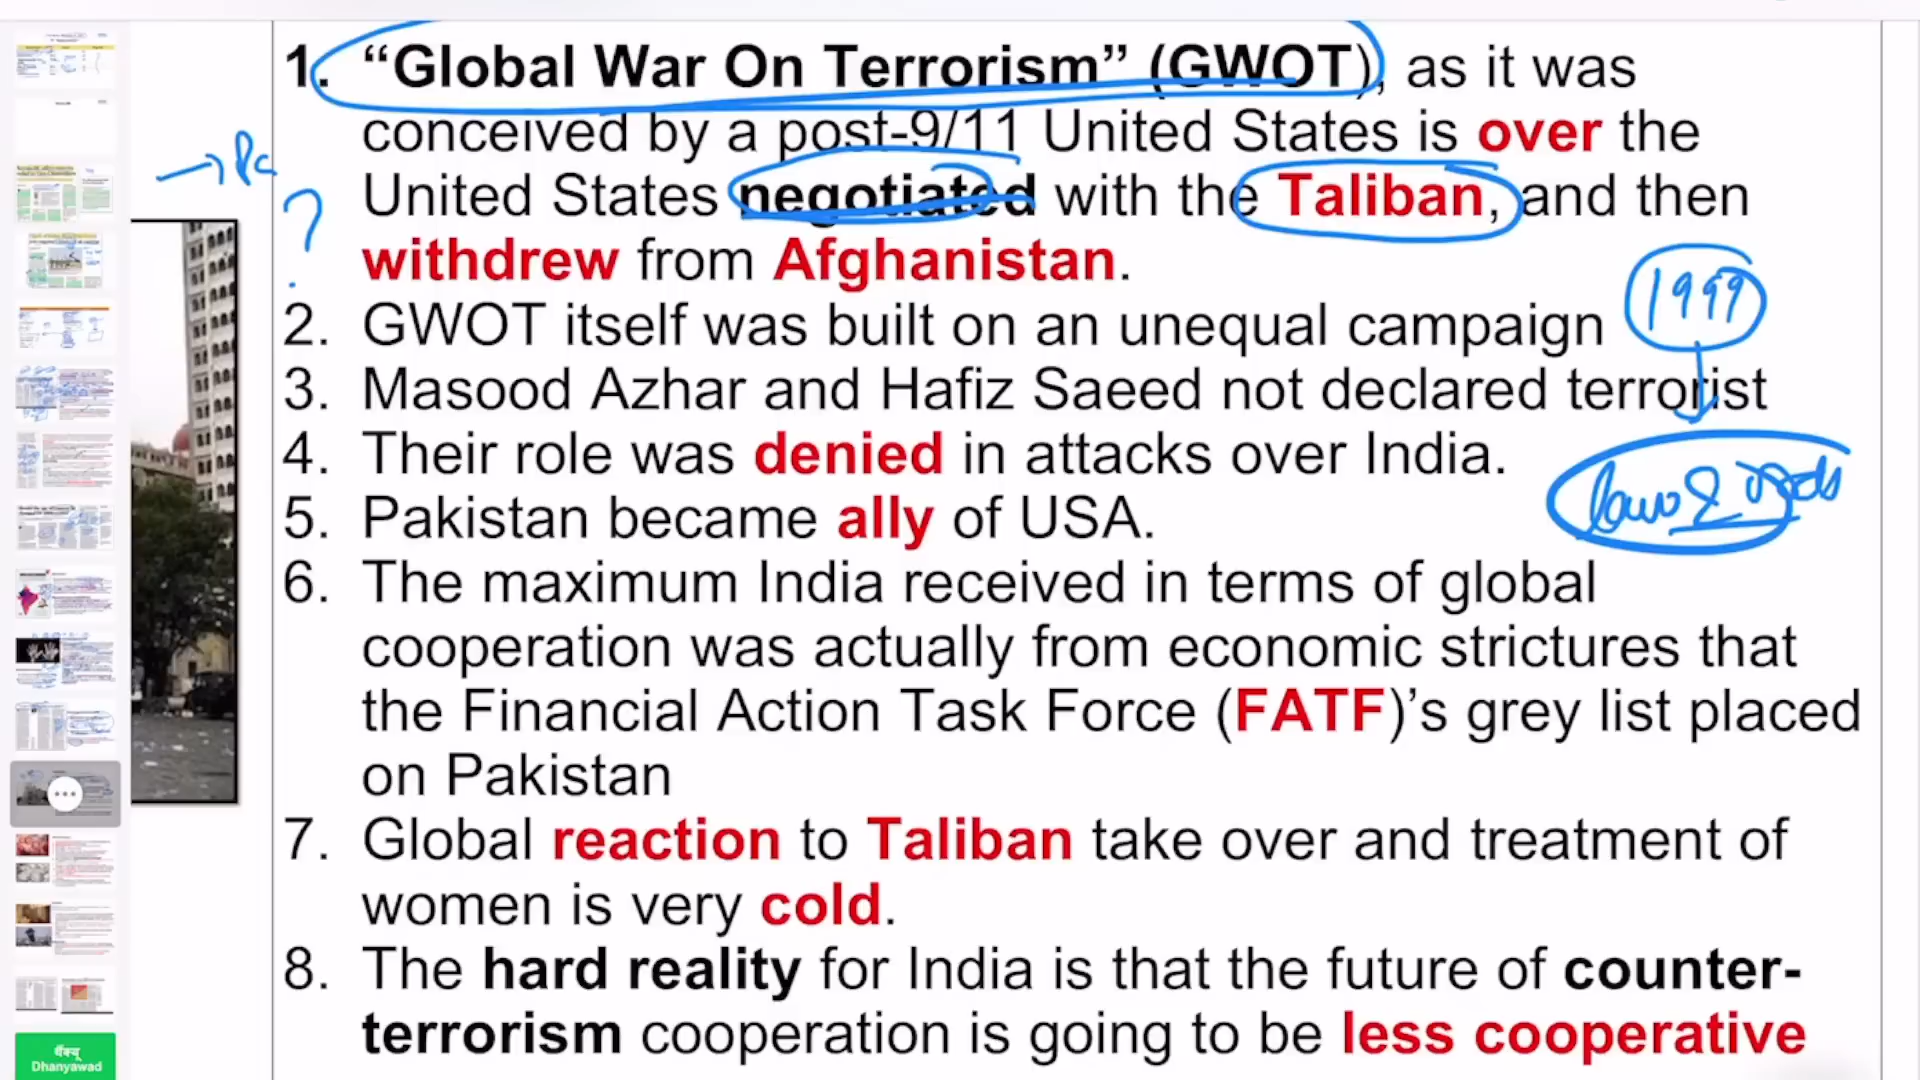 1. “Global War On Terrorism” (GWOT), as it was
conceived by a post-9/11 United States is over the
United States negotiated with the Taliban, and then
withdrew from Afghanistan.
2. GWOT itself was built on an unequal campaign
3. Masood Azhar and Hafiz Saeed not declared terrorist
4. Their role was denied in attacks over India.
5. Pakistan became ally of USA.
6. The maximum India received in terms of global
cooperation was actually from economic strictures that
the Financial Action Task Force (FATF)’s grey list placed
on Pakistan
7. Global reaction to Taliban take over and treatment of
women is very cold.
8. The hard reality for India is that the future of counter-
terrorism cooperation is going to be less cooperative
?
1999
थॅंक्यू
Dhanyawad